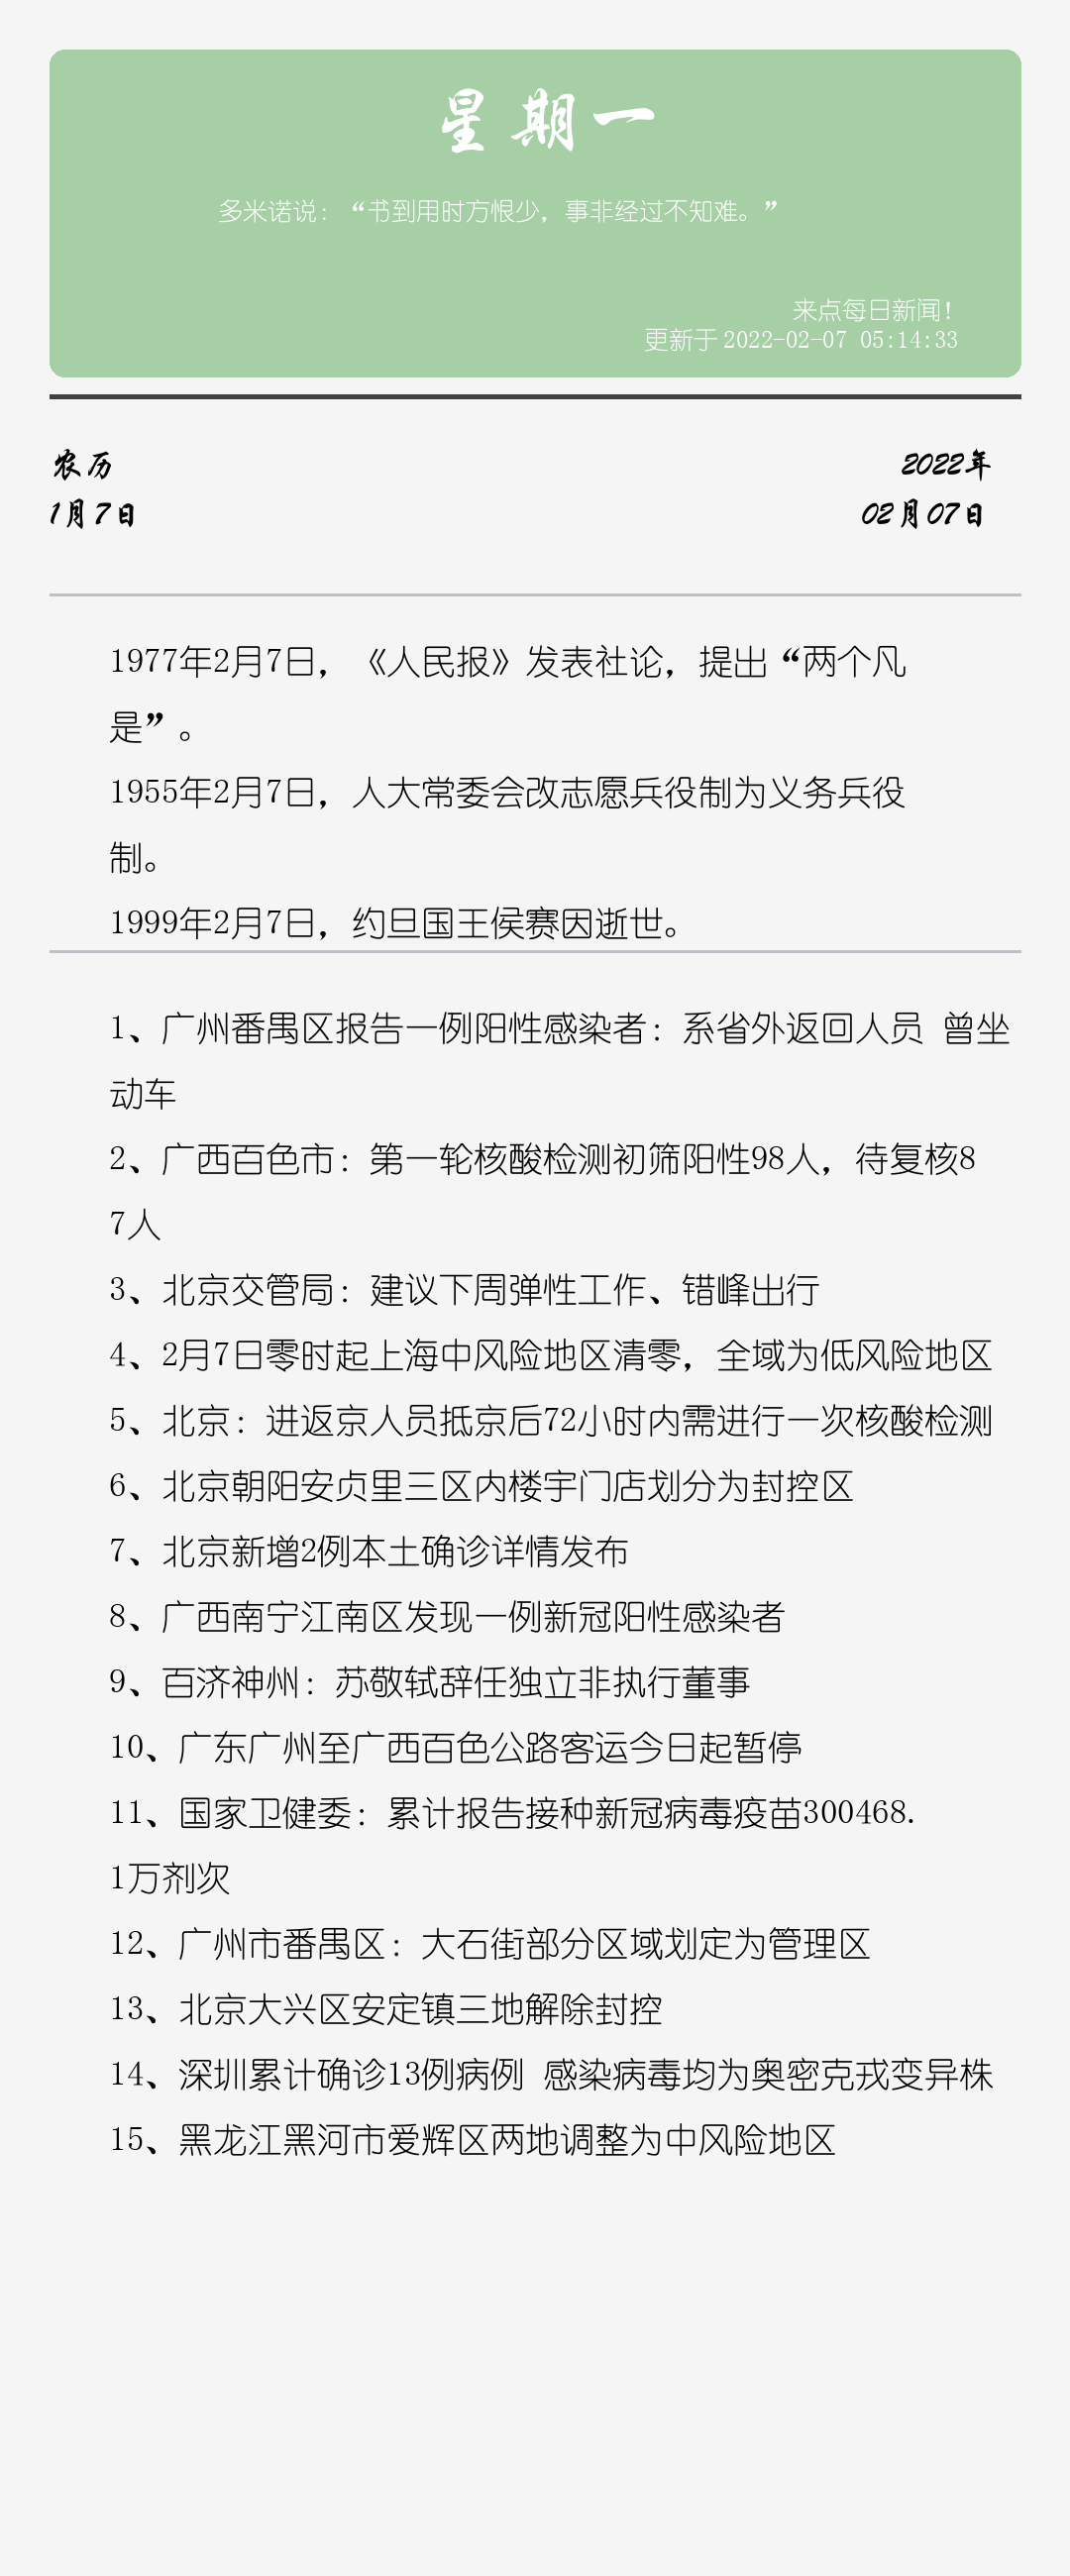 星期一
多米诺说：“书到用时方恨少，事非经过不知难。”
来点每日新闻！
更新于 2022-02-07 05:14:33
农历
2022年
1月7日
02月07日
1977年2月7日，《人民报》发表社论，提出“两个凡
是”。
1955年2月7日，人大常委会改志愿兵役制为义务兵役
制。
1999年2月7日，约旦国王侯赛因逝世。
1、广州番禺区报告一例阳性感染者：系省外返回人员 曾坐
动车
2、广西百色市：第一轮核酸检测初筛阳性98人，待复核8
7人
3、北京交管局：建议下周弹性工作、错峰出行
4、2月7日零时起上海中风险地区清零，全域为低风险地区
5、北京：进返京人员抵京后72小时内需进行一次核酸检测
6、北京朝阳安贞里三区内楼宇门店划分为封控区
7、北京新增2例本土确诊详情发布
8、广西南宁江南区发现一例新冠阳性感染者
9、百济神州：苏敬轼辞任独立非执行董事
10、广东广州至广西百色公路客运今日起暂停
11、国家卫健委：累计报告接种新冠病毒疫苗300468.
1万剂次
12、广州市番禺区：大石街部分区域划定为管理区
13、北京大兴区安定镇三地解除封控
14、深圳累计确诊13例病例 感染病毒均为奥密克戎变异株
15、黑龙江黑河市爱辉区两地调整为中风险地区